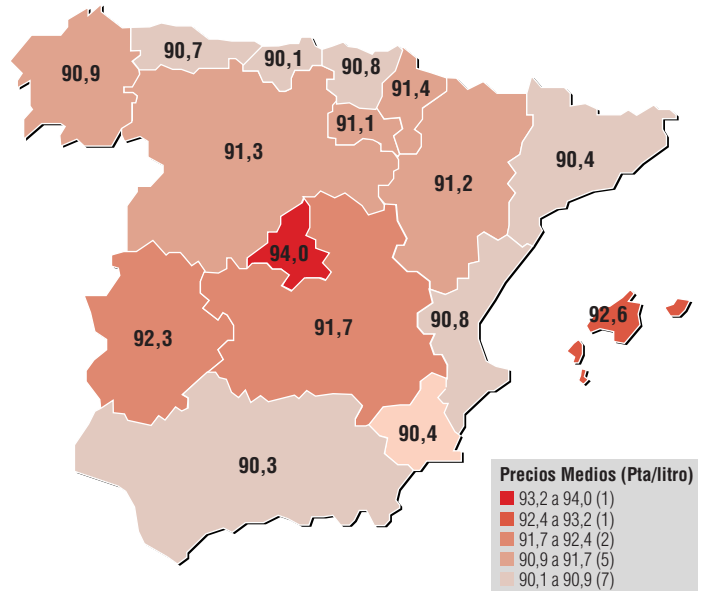 90,7
90,1
90,8
90,9
91,4
91,1
91,3
90,4
91,2
94,0
92,6
90,8
91,7
92,3
90,4
90,3
Precios Medios (Pta/litro)
93,2 a 94,0 (1)
92,4 a 93,2 (1)
91,7 a 92,4 (2)
90,9 a 91,7 (5)
90,1 a 90,9 (7)